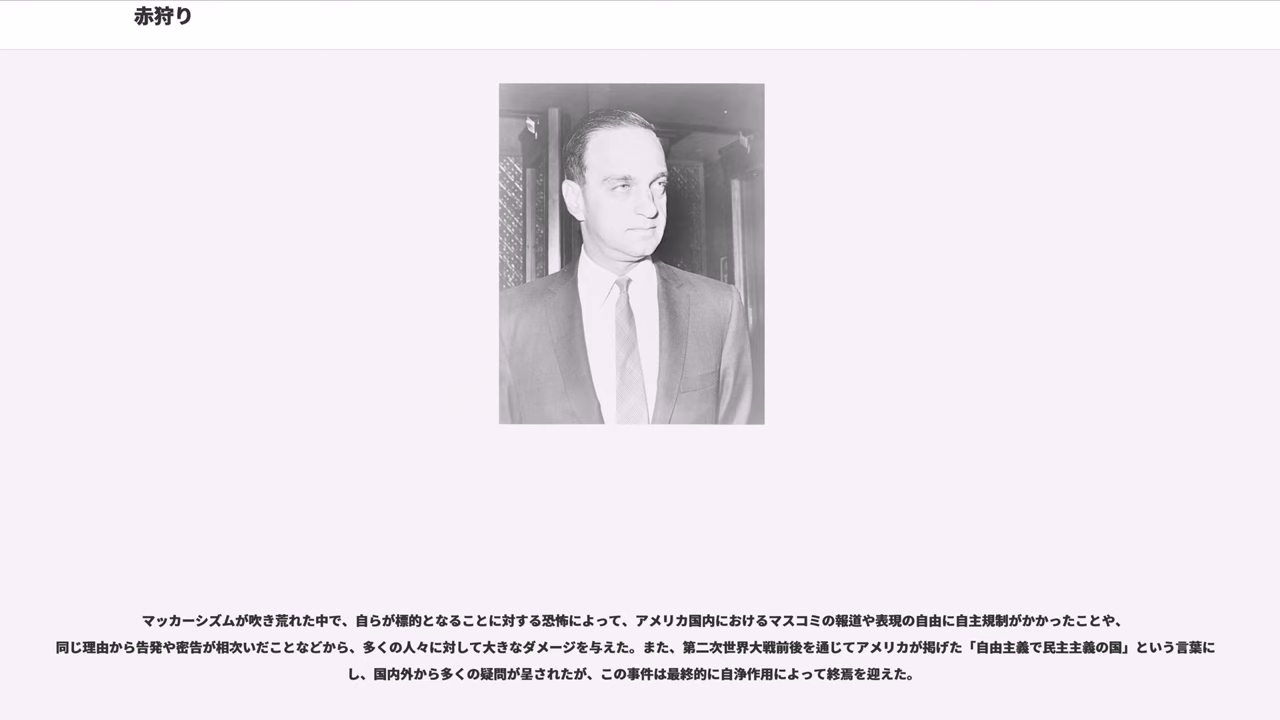 赤狩り
マッカーシズムが吹き荒れた中で、自らが標的となることに対する恐怖によって、アメリカ国内におけるマスコミの報道や表現の自由に自主規制がかかったことや、
同じ理由から告発や密告が相次いだことなどから、多くの人々に対して大きなダメージを与えた。また、第二次世界大戦前後を通じてアメリカが掲げた「自由主義で民主主義の国」という言葉に
し、国内外から多くの疑問が呈されたが、この事件は最終的に自浄作用によって終焉を迎えた。